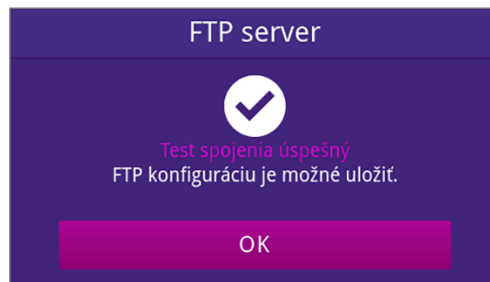 FTP server
Test spojenia úspešný
FTP konfiguráciu je možné uložiť.
OK